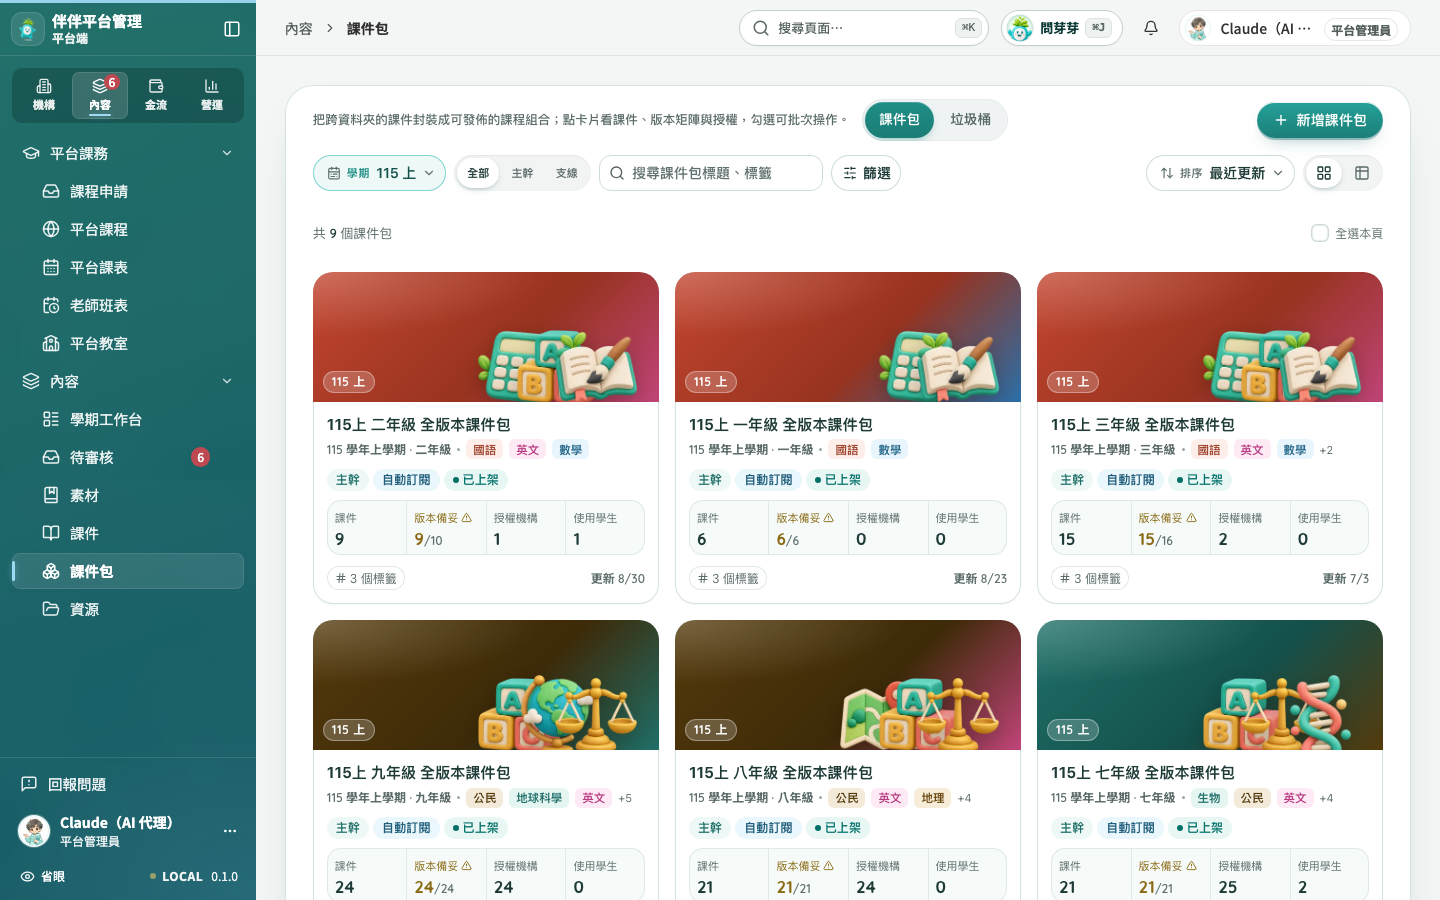 伴伴平台管理
平台端
機構
內容
6
金流
營運
平台課務
課程申請
平台課程
平台課表
老師班表
平台教室
內容
學期工作台
待審核
6
素材
課件
課件包
資源
回報問題
Claude（AI 代理）
平台管理員
省眼
LOCAL 0.1.0
內容 > 課件包
搜尋頁面…
⌘K
問芽芽
⌘J
Claude（AI …
平台管理員
把跨資料夾的課件封裝成可發佈的課程組合；點卡片看課件、版本矩陣與授權，勾選可批次操作。
課件包
垃圾桶
新增課件包
學期 115 上
全部
主幹
支線
搜尋課件包標題、標籤
篩選
排序 最近更新
共 9 個課件包
全選本頁
115 上
115上 二年級 全版本課件包
115 學年上學期 · 二年級 • 國語 英文 數學
主幹 自動訂閱 已上架
課件 版本備妥 授權機構 使用學生
9 9/10 1 1
# 3 個標籤 更新 8/30
115 上
115上 一年級 全版本課件包
115 學年上學期 · 一年級 • 國語 數學
主幹 自動訂閱 已上架
課件 版本備妥 授權機構 使用學生
6 6/6 0 0
# 3 個標籤 更新 8/23
115 上
115上 三年級 全版本課件包
115 學年上學期 · 三年級 • 國語 英文 數學 +2
主幹 自動訂閱 已上架
課件 版本備妥 授權機構 使用學生
15 15/16 2 0
# 3 個標籤 更新 7/3
115 上
115上 九年級 全版本課件包
115 學年上學期 · 九年級 • 公民 地球科學 英文 +5
主幹 自動訂閱 已上架
課件 版本備妥 授權機構 使用學生
24 24/24 24 0
115 上
115上 八年級 全版本課件包
115 學年上學期 · 八年級 • 公民 英文 地理 +4
主幹 自動訂閱 已上架
課件 版本備妥 授權機構 使用學生
21 21/21 24 0
115 上
115上 七年級 全版本課件包
115 學年上學期 · 七年級 • 生物 公民 英文 +4
主幹 自動訂閱 已上架
課件 版本備妥 授權機構 使用學生
21 21/21 25 2